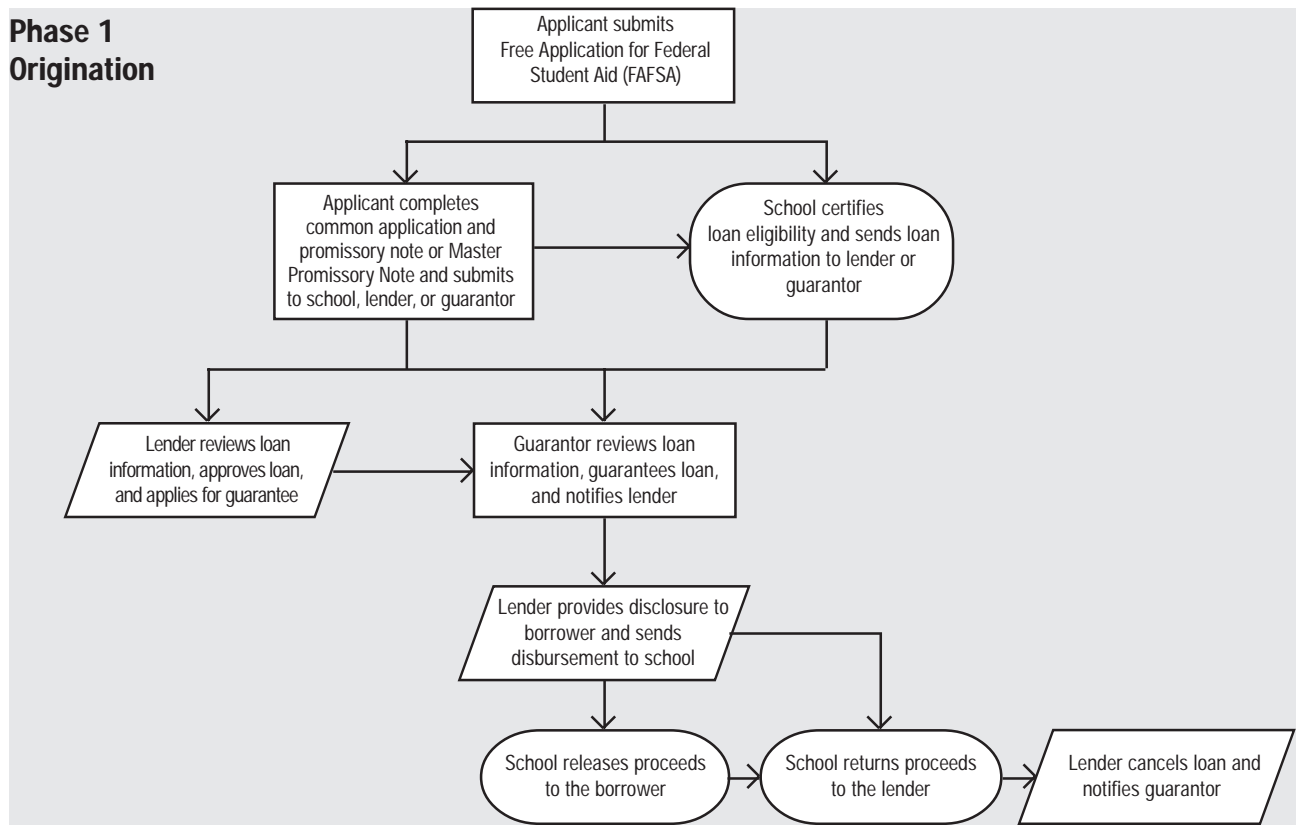 Phase 1
Origination
Applicant submits
Free Application for Federal
Student Aid (FAFSA)
Applicant completes
common application and
promissory note or Master
Promissory Note and submits
to school, lender, or guarantor
School certifies
loan eligibility and sends loan
information to lender or
guarantor
Lender reviews loan
information, approves loan,
and applies for guarantee
Guarantor reviews loan
information, guarantees loan,
and notifies lender
Lender provides disclosure to
borrower and sends
disbursement to school
School releases proceeds
to the borrower
School returns proceeds
to the lender
Lender cancels loan and
notifies guarantor